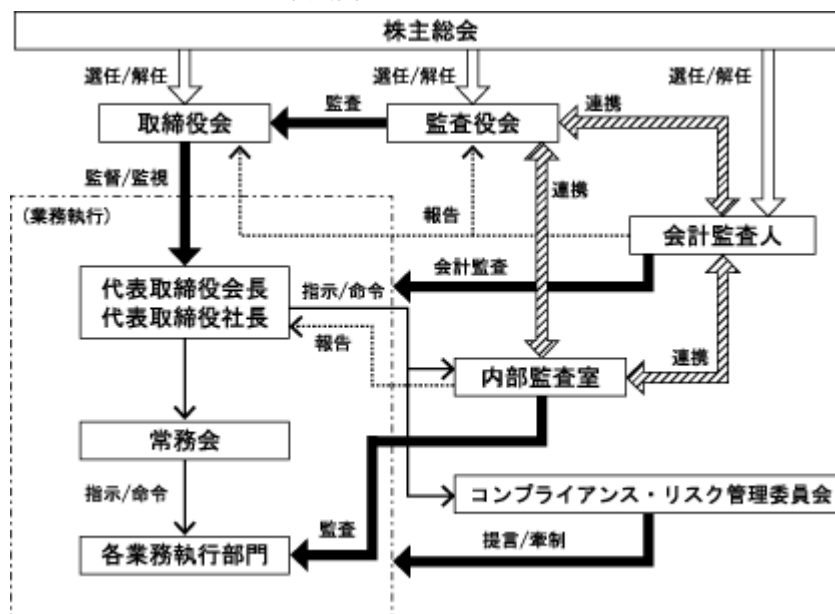 株主総会
選任/解任
選任/解任
選任/解任
取締役会
監査
監査役会
連携
監督/監視
連携
(業務執行)
報告
会計監査人
会計監査
代表取締役会長
代表取締役社長
指示/命令
報告
連携
内部監査室
常務会
指示/命令
コンプライアンス・リスク管理委員会
監査
提言/牽制
各業務執行部門